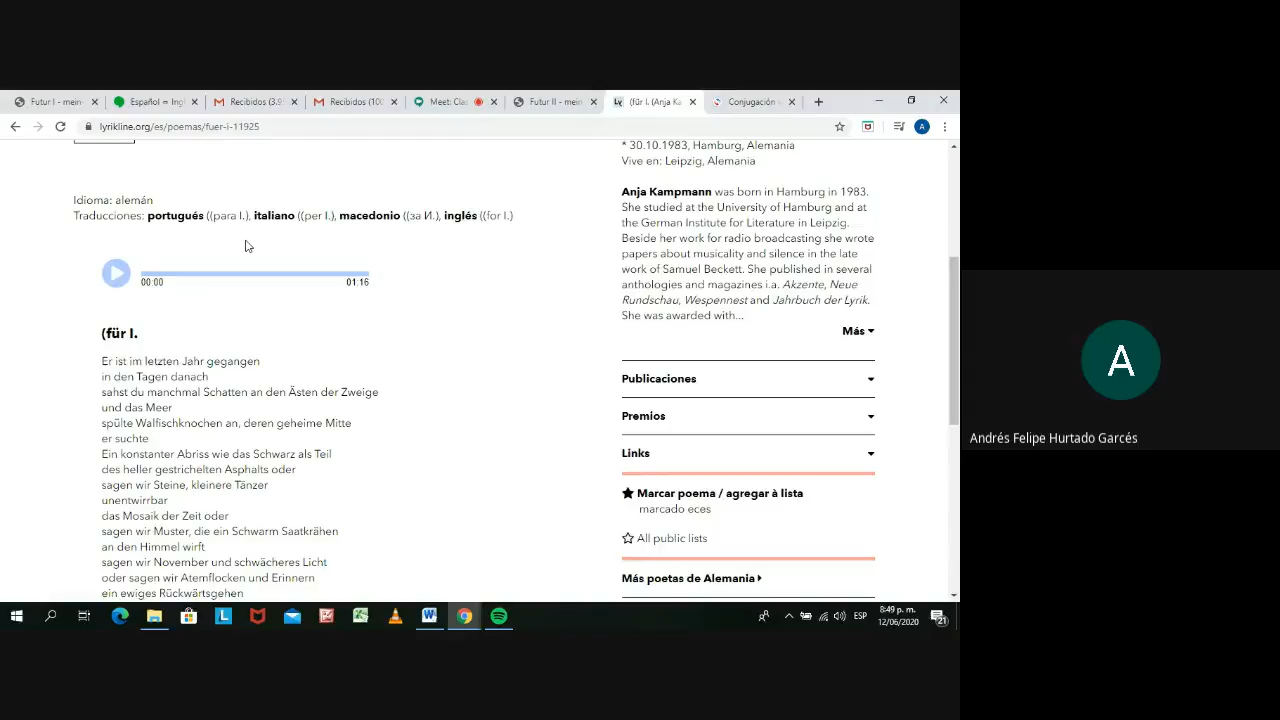 Futur I - mein
Español ∞ Ingl
Recibidos (3.9
Recibidos (100
Meet: Cla
Futur II - mein
(für I. (Anja Ka
Conjugación
lyrikline.org/es/poemas/fuer-i-11925
Idioma: alemán
Traducciones: portugués ((para I.), italiano ((per I.), macedonio ((за И.), inglés ((for I.)
00:00
01:16
(für I.
Er ist im letzten Jahr gegangen
in den Tagen danach
sahst du manchmal Schatten an den Ästen der Zweige
und das Meer
spülte Walfischknochen an, deren geheime Mitte
er suchte
Ein konstanter Abriss wie das Schwarz als Teil
des heller gestrichelten Asphalts oder
sagen wir Steine, kleinere Tänzer
unentwirrbar
das Mosaik der Zeit oder
sagen wir Muster, die ein Schwarm Saatkrähen
an den Himmel wirft
sagen wir November und schwächeres Licht
oder sagen wir Atemflocken und Erinnern
ein ewiges Rückwärtsgehen
* 30.10.1983, Hamburg, Alemania
Vive en: Leipzig, Alemania
Anja Kampmann was born in Hamburg in 1983.
She studied at the University of Hamburg and at
the German Institute for Literature in Leipzig.
Beside her work for radio broadcasting she wrote
papers about musicality and silence in the late
work of Samuel Beckett. She published in several
anthologies and magazines i.a. Akzente, Neue
Rundschau, Wespennest and Jahrbuch der Lyrik.
She was awarded with...
Más
Publicaciones
Premios
Links
Marcar poema / agregar à lista
marcado eces
All public lists
Más poetas de Alemania
ESP
8:49 p. m.
12/06/2020
21
A
Andrés Felipe Hurtado Garcés